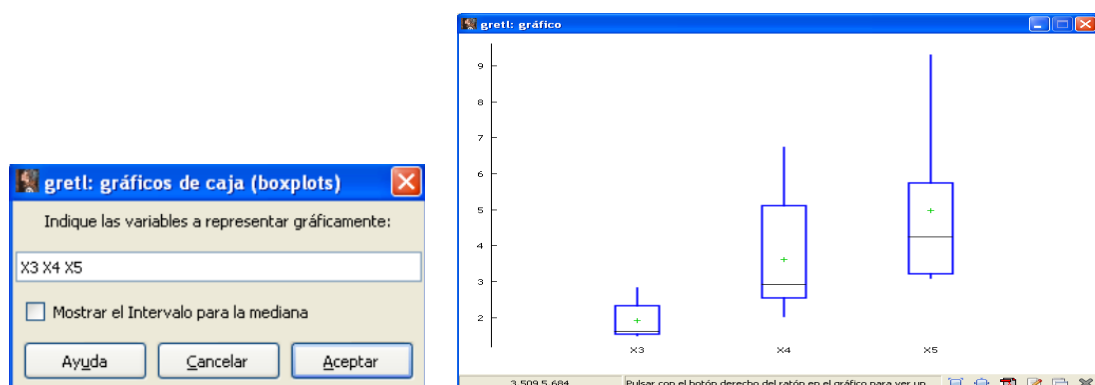 gretl: gráficos de caja (boxplots)
Indique las variables a representar gráficamente:
X3 X4 X5
Mostrar el Intervalo para la mediana
Ayuda Cancelar Aceptar
gretl: gráfico
9
8
7
6
5
4
3
2
X3 X4 X5
3.509,5.684 Pulsar con el botón derecho del ratón en el gráfico para ver un